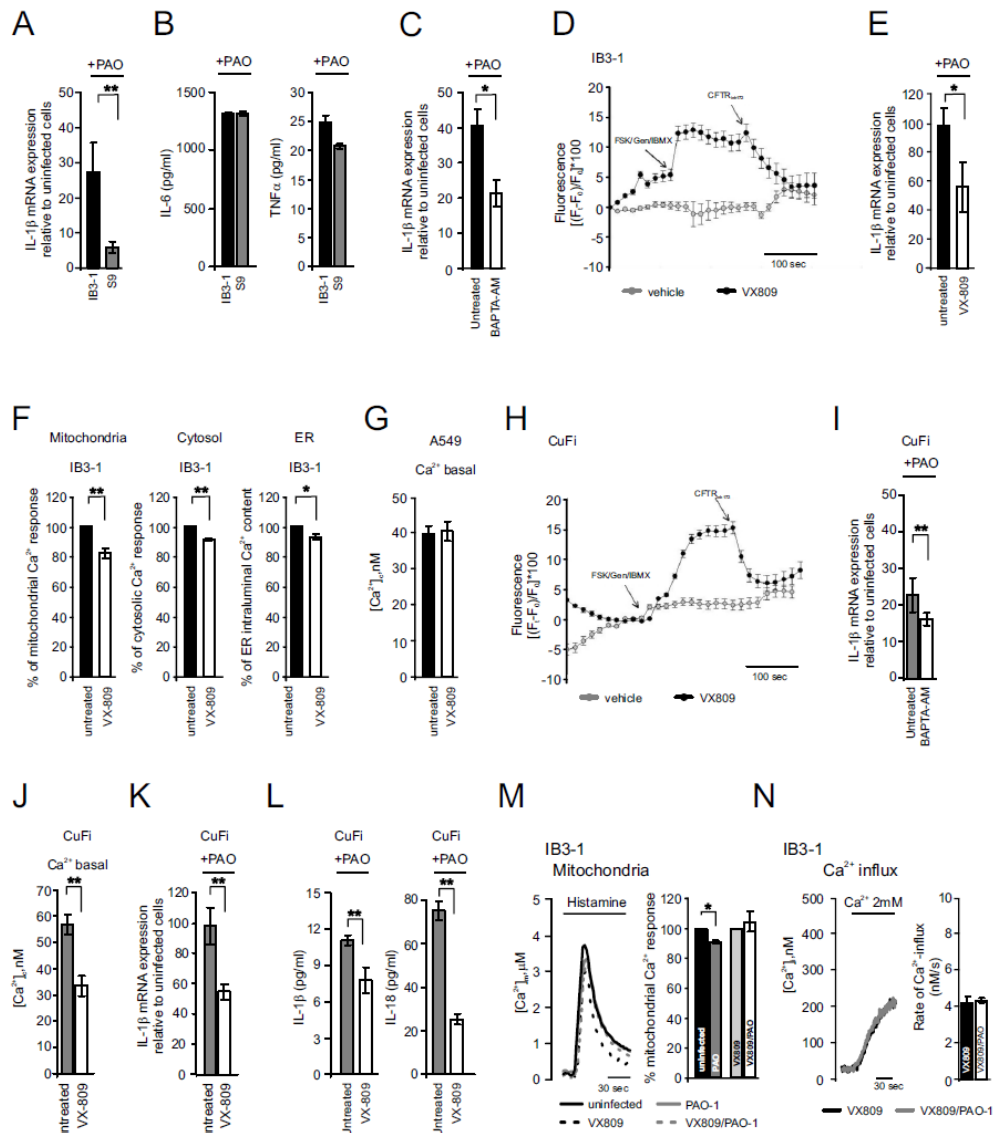 A
+PAO
**
IL-1β mRNA expression
relative to uninfected cells
50
40
30
20
10
0
IB3-1
S9
B
+PAO
IL-6 (pg/ml)
1500
1000
500
0
IB3-1
S9
+PAO
TNFα (pg/ml)
30
25
20
15
10
5
0
IB3-1
S9
C
+PAO
*
IL-1β mRNA expression
relative to uninfected cells
50
40
30
20
10
0
Untreated
BAPTA-AM
D
IB3-1
Fluorescence
[(Ft-F0)/F0]*100
20
15
10
5
0
-5
-10
FSK/Gen/IBMX
100 sec
vehicle
VX809
E
+PAO
*
IL-1β mRNA expression
relative to uninfected cells
120
100
80
60
40
20
0
untreated
VX-809
F
Mitochondria
IB3-1
**
% of mitochondrial Ca2+ response
120
100
80
60
40
20
0
untreated
VX-809
Cytosol
IB3-1
**
% of cytosolic Ca2+ response
120
100
80
60
40
20
0
untreated
VX-809
ER
IB3-1
*
% of ER intraluminal Ca2+ content
120
100
80
60
40
20
0
untreated
VX-809
G
A549
Ca2+ basal
[Ca2+]c,nM
50
40
30
20
10
0
untreated
VX-809
H
CuFi
Fluorescence
[(Ft-F0)/F0]*100
20
15
10
5
0
-5
-10
FSK/Gen/IBMX
100 sec
vehicle
VX809
I
CuFi
+PAO
**
IL-1β mRNA expression
relative to uninfected cells
50
40
30
20
10
0
Untreated
BAPTA-AM
J
CuFi
Ca2+ basal
**
[Ca2+]c,nM
70
60
50
40
30
20
10
0
ntreated
VX-809
K
CuFi
+PAO
**
IL-1β mRNA expression
relative to uninfected cells
120
100
80
60
40
20
0
ntreated
VX-809
L
CuFi
+PAO
**
IL-1β (pg/ml)
15
12
9
6
3
0
Untreated
VX-809
CuFi
+PAO
**
IL-18 (pg/ml)
80
60
40
20
0
Untreated
VX-809
M
IB3-1
Mitochondria
Histamine
[Ca2+]m,μM
5
4
3
2
1
0
30 sec
% mitochondrial Ca2+ response
120
100
80
60
40
20
0
*
uninfected
PAO
VX809
VX809/PAO
uninfected
PAO-1
VX809
VX809/PAO-1
N
IB3-1
Ca2+ influx
Ca2+ 2mM
500
400
300
200
100
0
30 sec
Rate of Ca2+-influx
(nM/s)
10
8
6
4
2
0
VX809
VX809/PAO
VX809
VX809/PAO-1